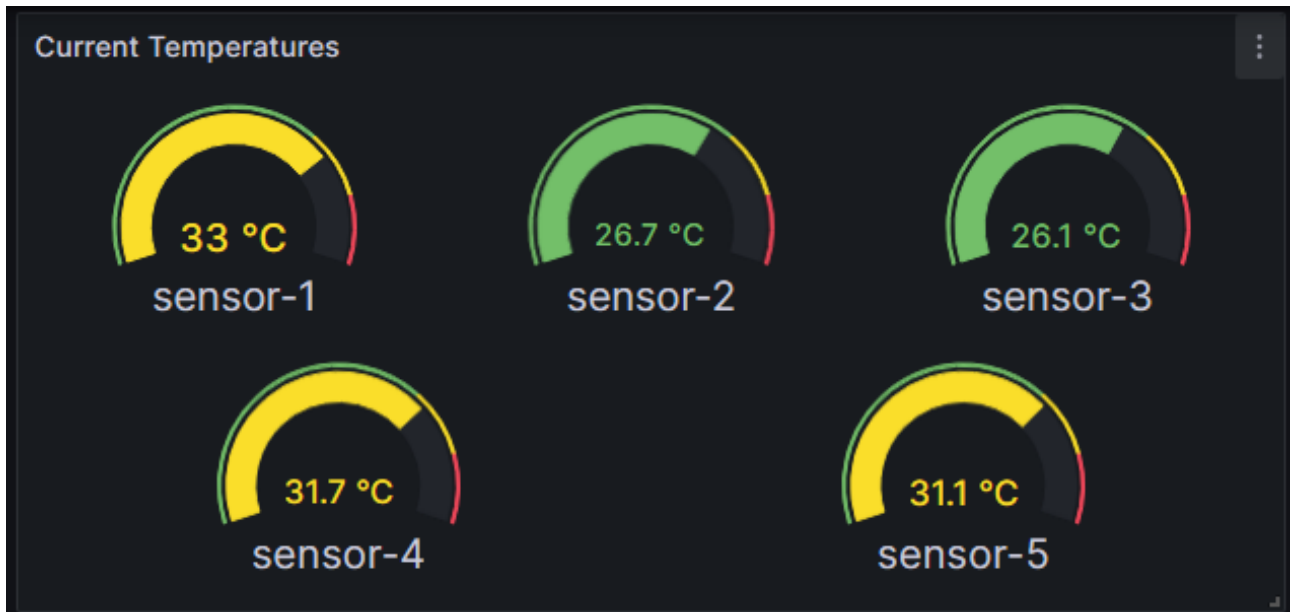 Current Temperatures
33 °C
sensor-1
26.7 °C
sensor-2
26.1 °C
sensor-3
31.7 °C
sensor-4
31.1 °C
sensor-5